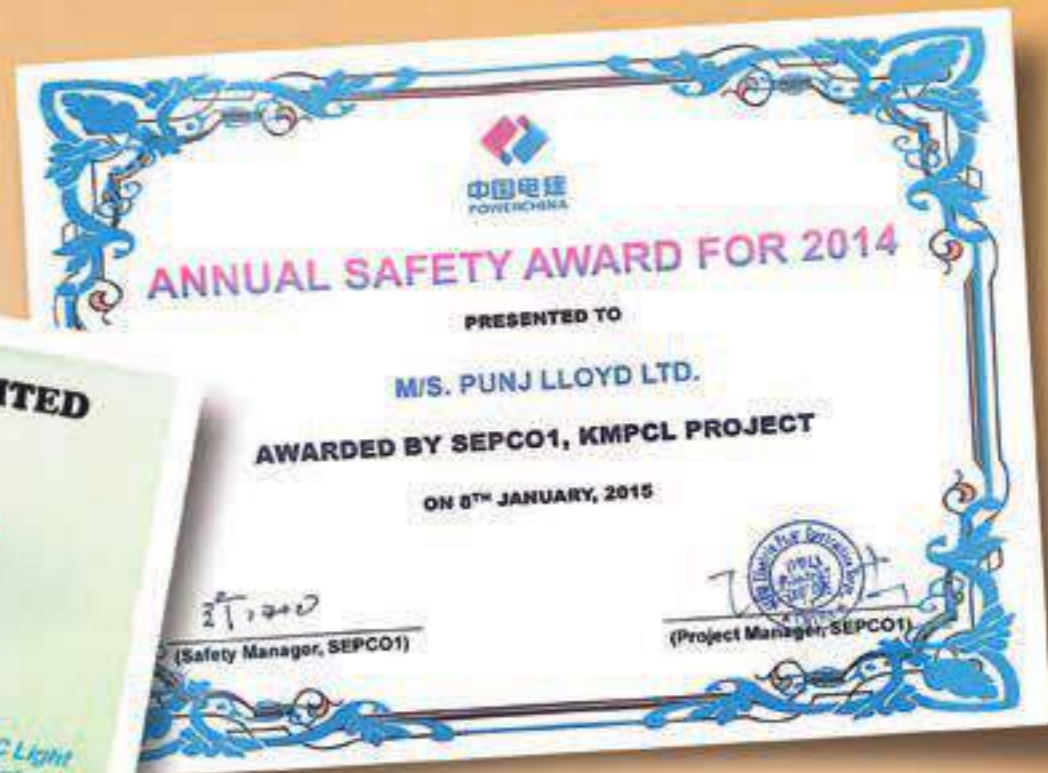 中国电建
POWERCHINA
ANNUAL SAFETY AWARD FOR 2014
PRESENTED TO
M/S. PUNJ LLOYD LTD.
AWARDED BY SEPCO1, KMPCL PROJECT
ON 8TH JANUARY, 2015
(Safety Manager, SEPCO1)
(Project Manager, SEPCO1)
ITED
C Light